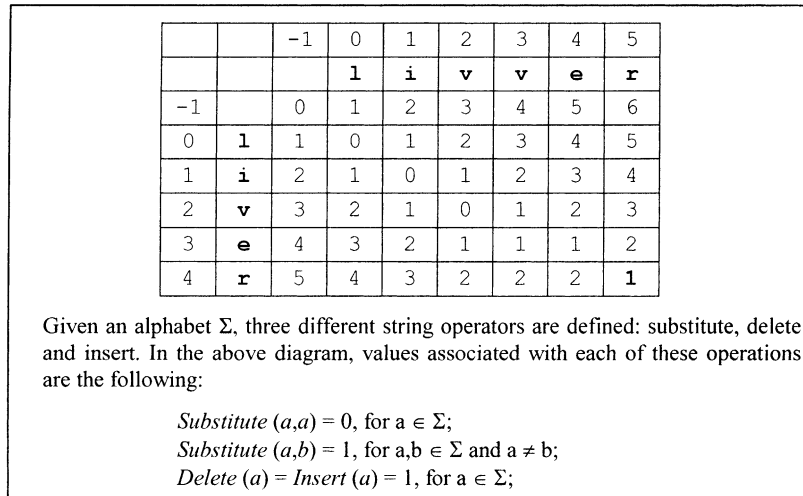 -1 0 1 2 3 4 5
l i v v e r
-1 0 1 2 3 4 5 6
0 l 1 0 1 2 3 4 5
1 i 2 1 0 1 2 3 4
2 v 3 2 1 0 1 2 3
3 e 4 3 2 1 1 1 2
4 r 5 4 3 2 2 2 1
Given an alphabet Σ, three different string operators are defined: substitute, delete
and insert. In the above diagram, values associated with each of these operations
are the following:
Substitute (a,a) = 0, for a ∈ Σ;
Substitute (a,b) = 1, for a,b ∈ Σ and a ≠ b;
Delete (a) = Insert (a) = 1, for a ∈ Σ;